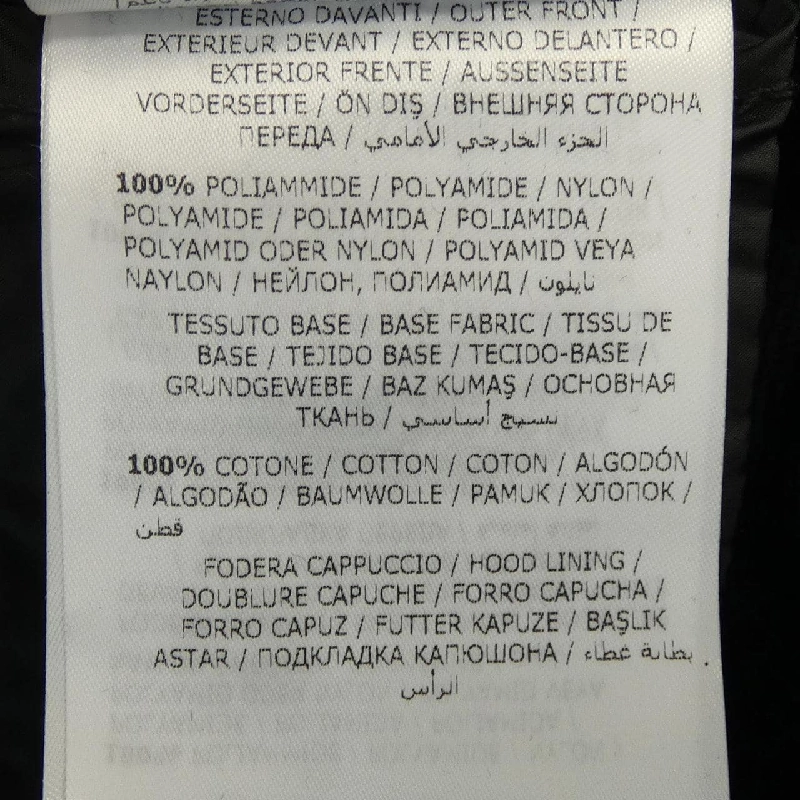 ESTERNO DAVANTI / OUTER FRONT /
EXTERIEUR DEVANT / EXTERNO DELANTERO /
EXTERIOR FRENTE / AUSSENSEITE
VORDERSEITE / ÖN DIŞ / ВНЕШНЯЯ СТОРОНА
ПЕРЕДА / الجزء الخارجي الأمامي
100% POLIAMMIDE / POLYAMIDE / NYLON /
POLYAMIDE / POLIAMIDA / POLIAMIDA /
POLYAMID ODER NYLON / POLYAMID VEYA
NAYLON / НЕЙЛОН, ПОЛИАМИД / نايلون
TESSUTO BASE / BASE FABRIC / TISSU DE
BASE / TEJIDO BASE / TECIDO-BASE /
GRUNDGEWEBE / BAZ KUMAŞ / ОСНОВНАЯ
ТКАНЬ / نسيج أساسي
100% COTONE / COTTON / COTON / ALGODÓN
/ ALGODÃO / BAUMWOLLE / PAMUK / ХЛОПОК /
قطن
FODERA CAPPUCCIO / HOOD LINING /
DOUBLURE CAPUCHE / FORRO CAPUCHA /
FORRO CAPUZ / FUTTER KAPUZE / BAŞLIK
ASTAR / ПОДКЛАДКА КАПЮШОНА / بطانة غطاء
الرأس